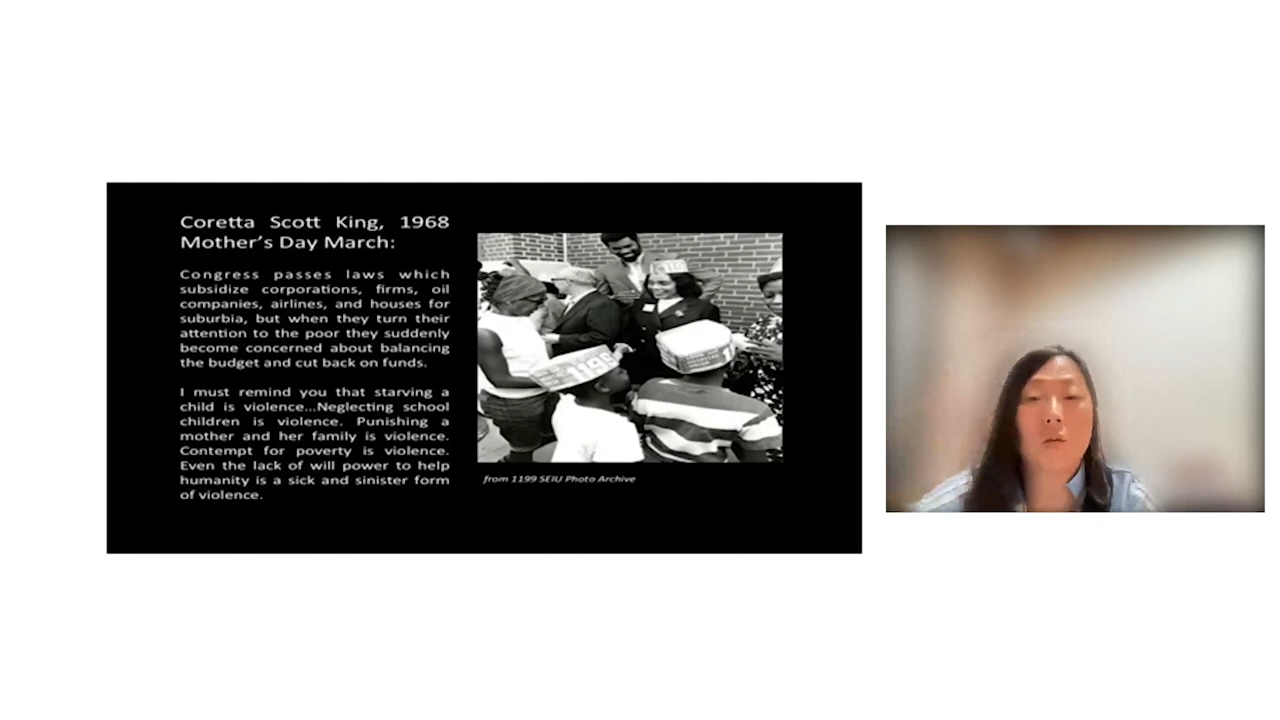 Coretta Scott King, 1968
Mother's Day March:
Congress passes laws which
subsidize corporations, firms, oil
companies, airlines, and houses for
suburbia, but when they turn their
attention to the poor they suddenly
become concerned about balancing
the budget and cut back on funds.
I must remind you that starving a
child is violence...Neglecting school
children is violence. Punishing a
mother and her family is violence.
Contempt for poverty is violence.
Even the lack of will power to help
humanity is a sick and sinister form
of violence.
1199
from 1199 SEIU Photo Archive